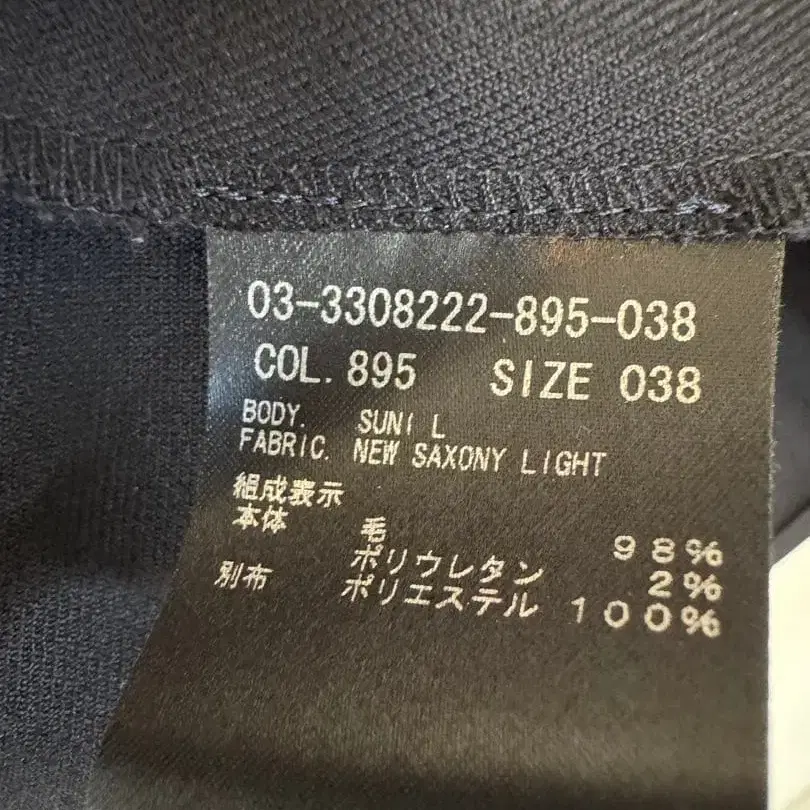 03-3308222-895-038
COL. 895 SIZE 038
BODY. SUNI L
FABRIC. NEW SAXONY LIGHT
組成表示
本体 毛 98%
ポリウレタン 2%
別布 ポリエステル 100%